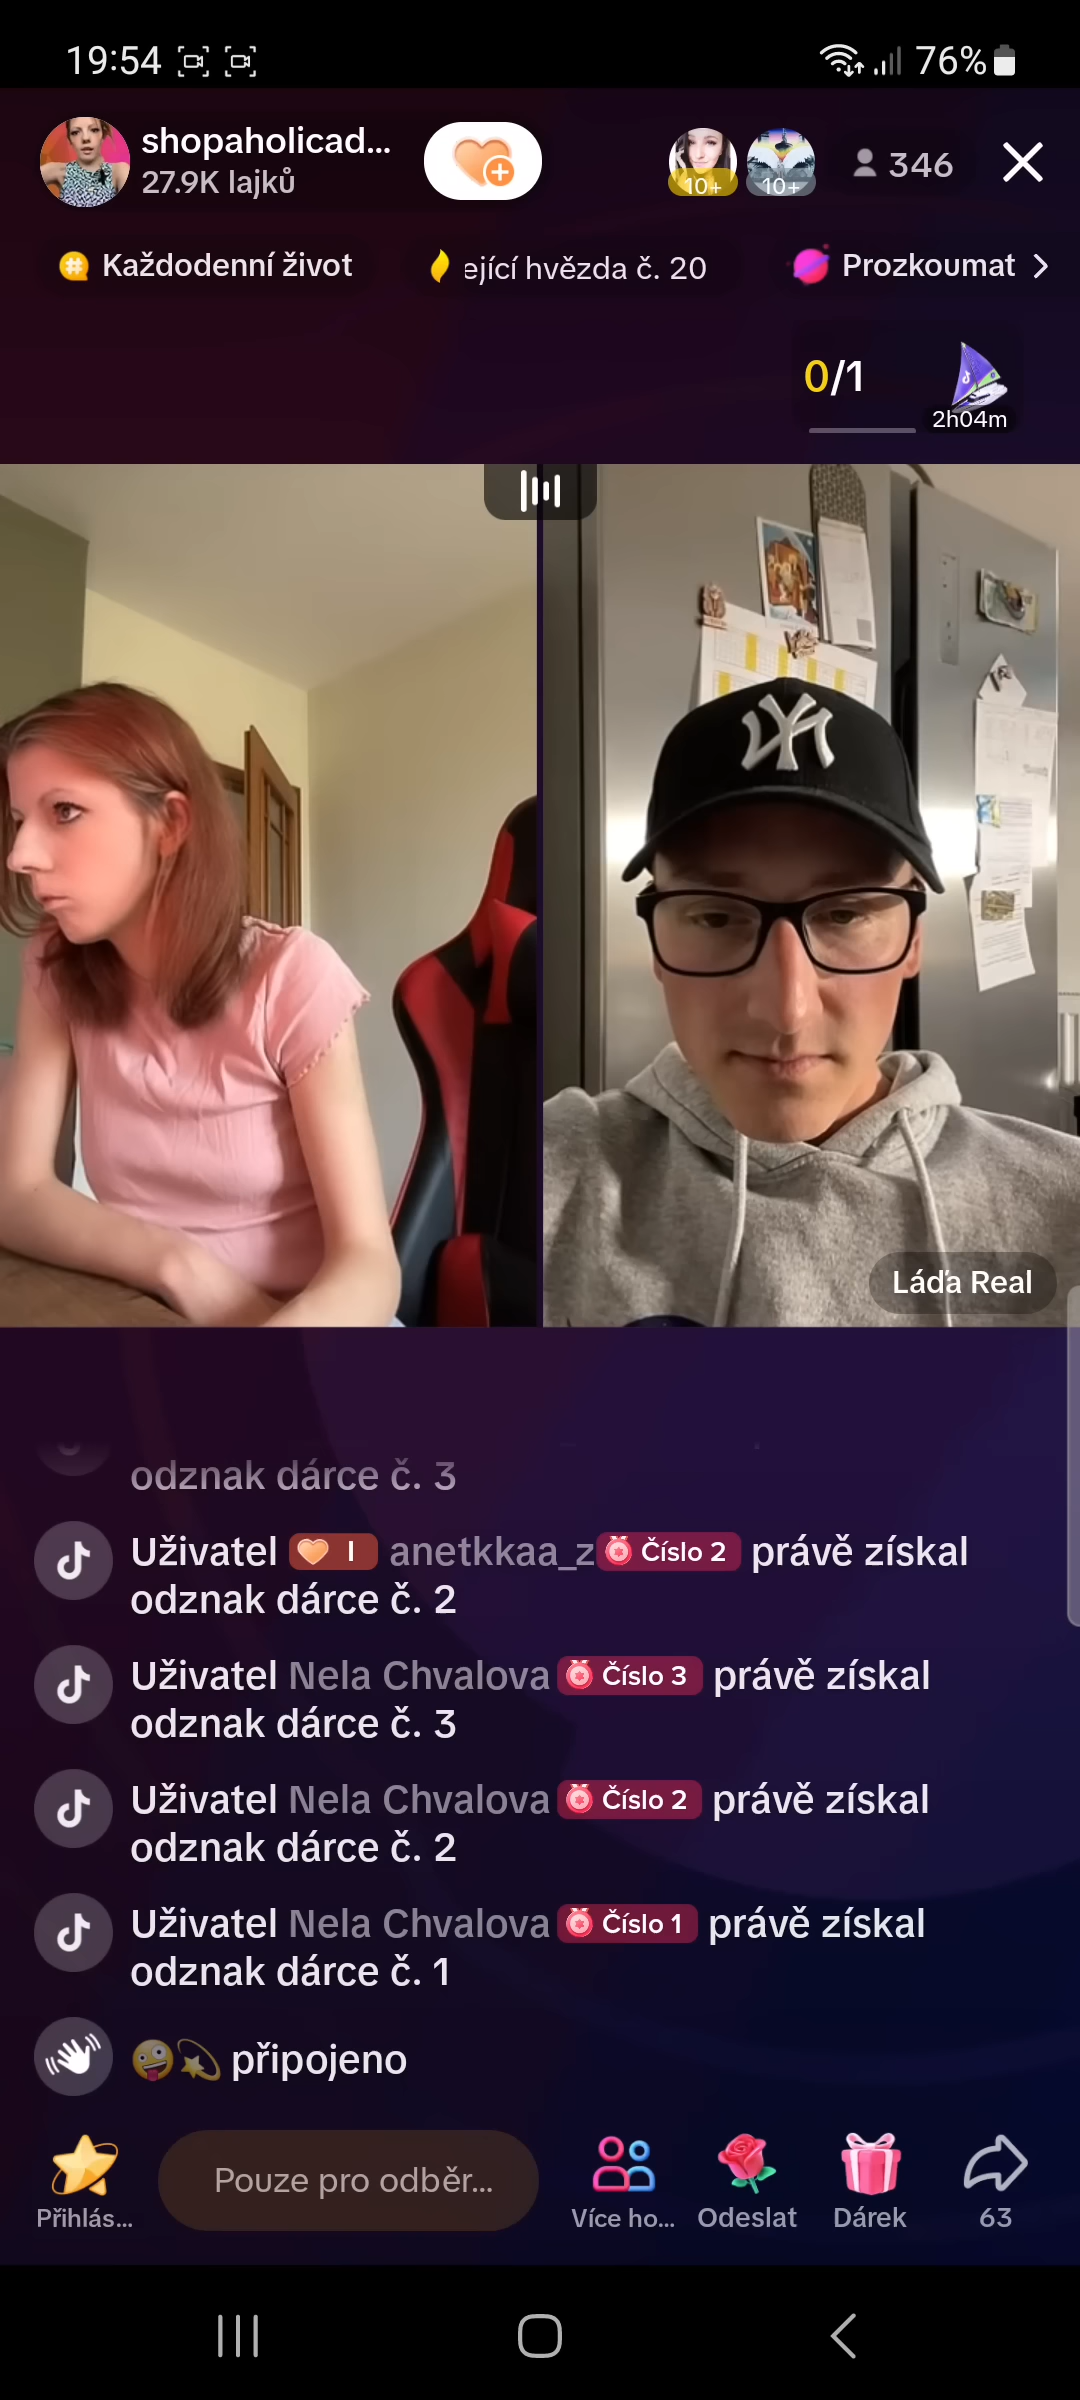 19:54
76%
shopaholicad...
27.9K lajků
10+
10+
346
Každodenní život
ející hvězda č. 20
Prozkoumat
0/1
2h04m
NY
Láďa Real
odznak dárce č. 3
Uživatel I anetkkaa_z Číslo 2 právě získal
odznak dárce č. 2
Uživatel Nela Chvalova Číslo 3 právě získal
odznak dárce č. 3
Uživatel Nela Chvalova Číslo 2 právě získal
odznak dárce č. 2
Uživatel Nela Chvalova Číslo 1 právě získal
odznak dárce č. 1
připojeno
Přihlás...
Pouze pro odběr...
Více ho...
Odeslat
Dárek
63